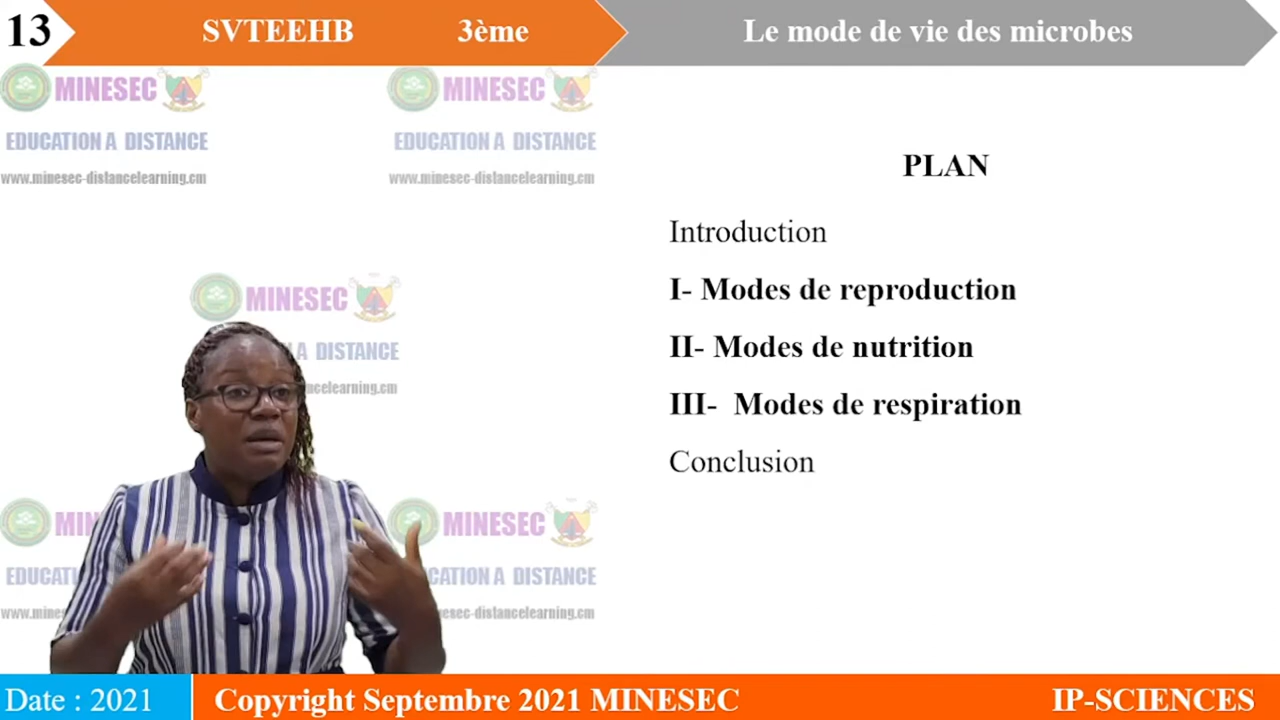 13
SVTEEHB 3ème
Le mode de vie des microbes
MINESEC
EDUCATION A DISTANCE
www.minesec-distancelearning.cm
MINESEC
EDUCATION A DISTANCE
www.minesec-distancelearning.cm
PLAN
Introduction
I- Modes de reproduction
II- Modes de nutrition
III- Modes de respiration
Conclusion
MINESEC
A DISTANCE
MINESEC
Date : 2021
Copyright Septembre 2021 MINESEC
IP-SCIENCES